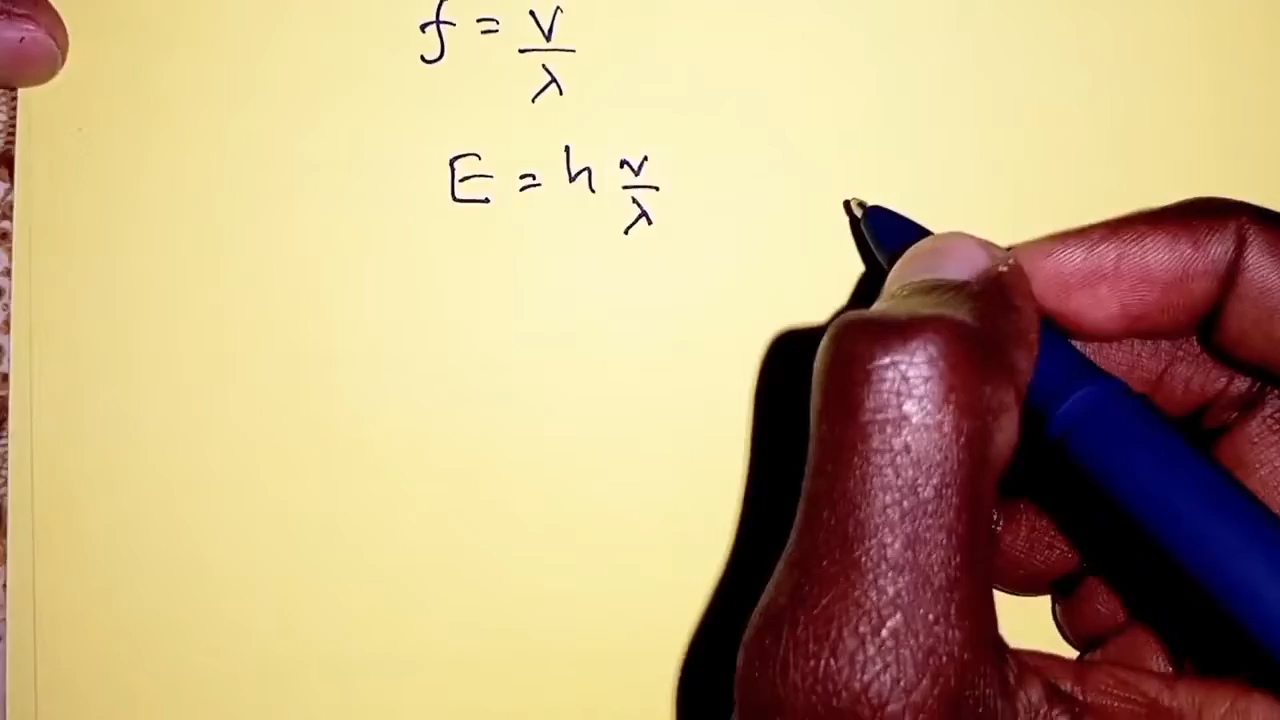 f = v/λ
E = h v/λ